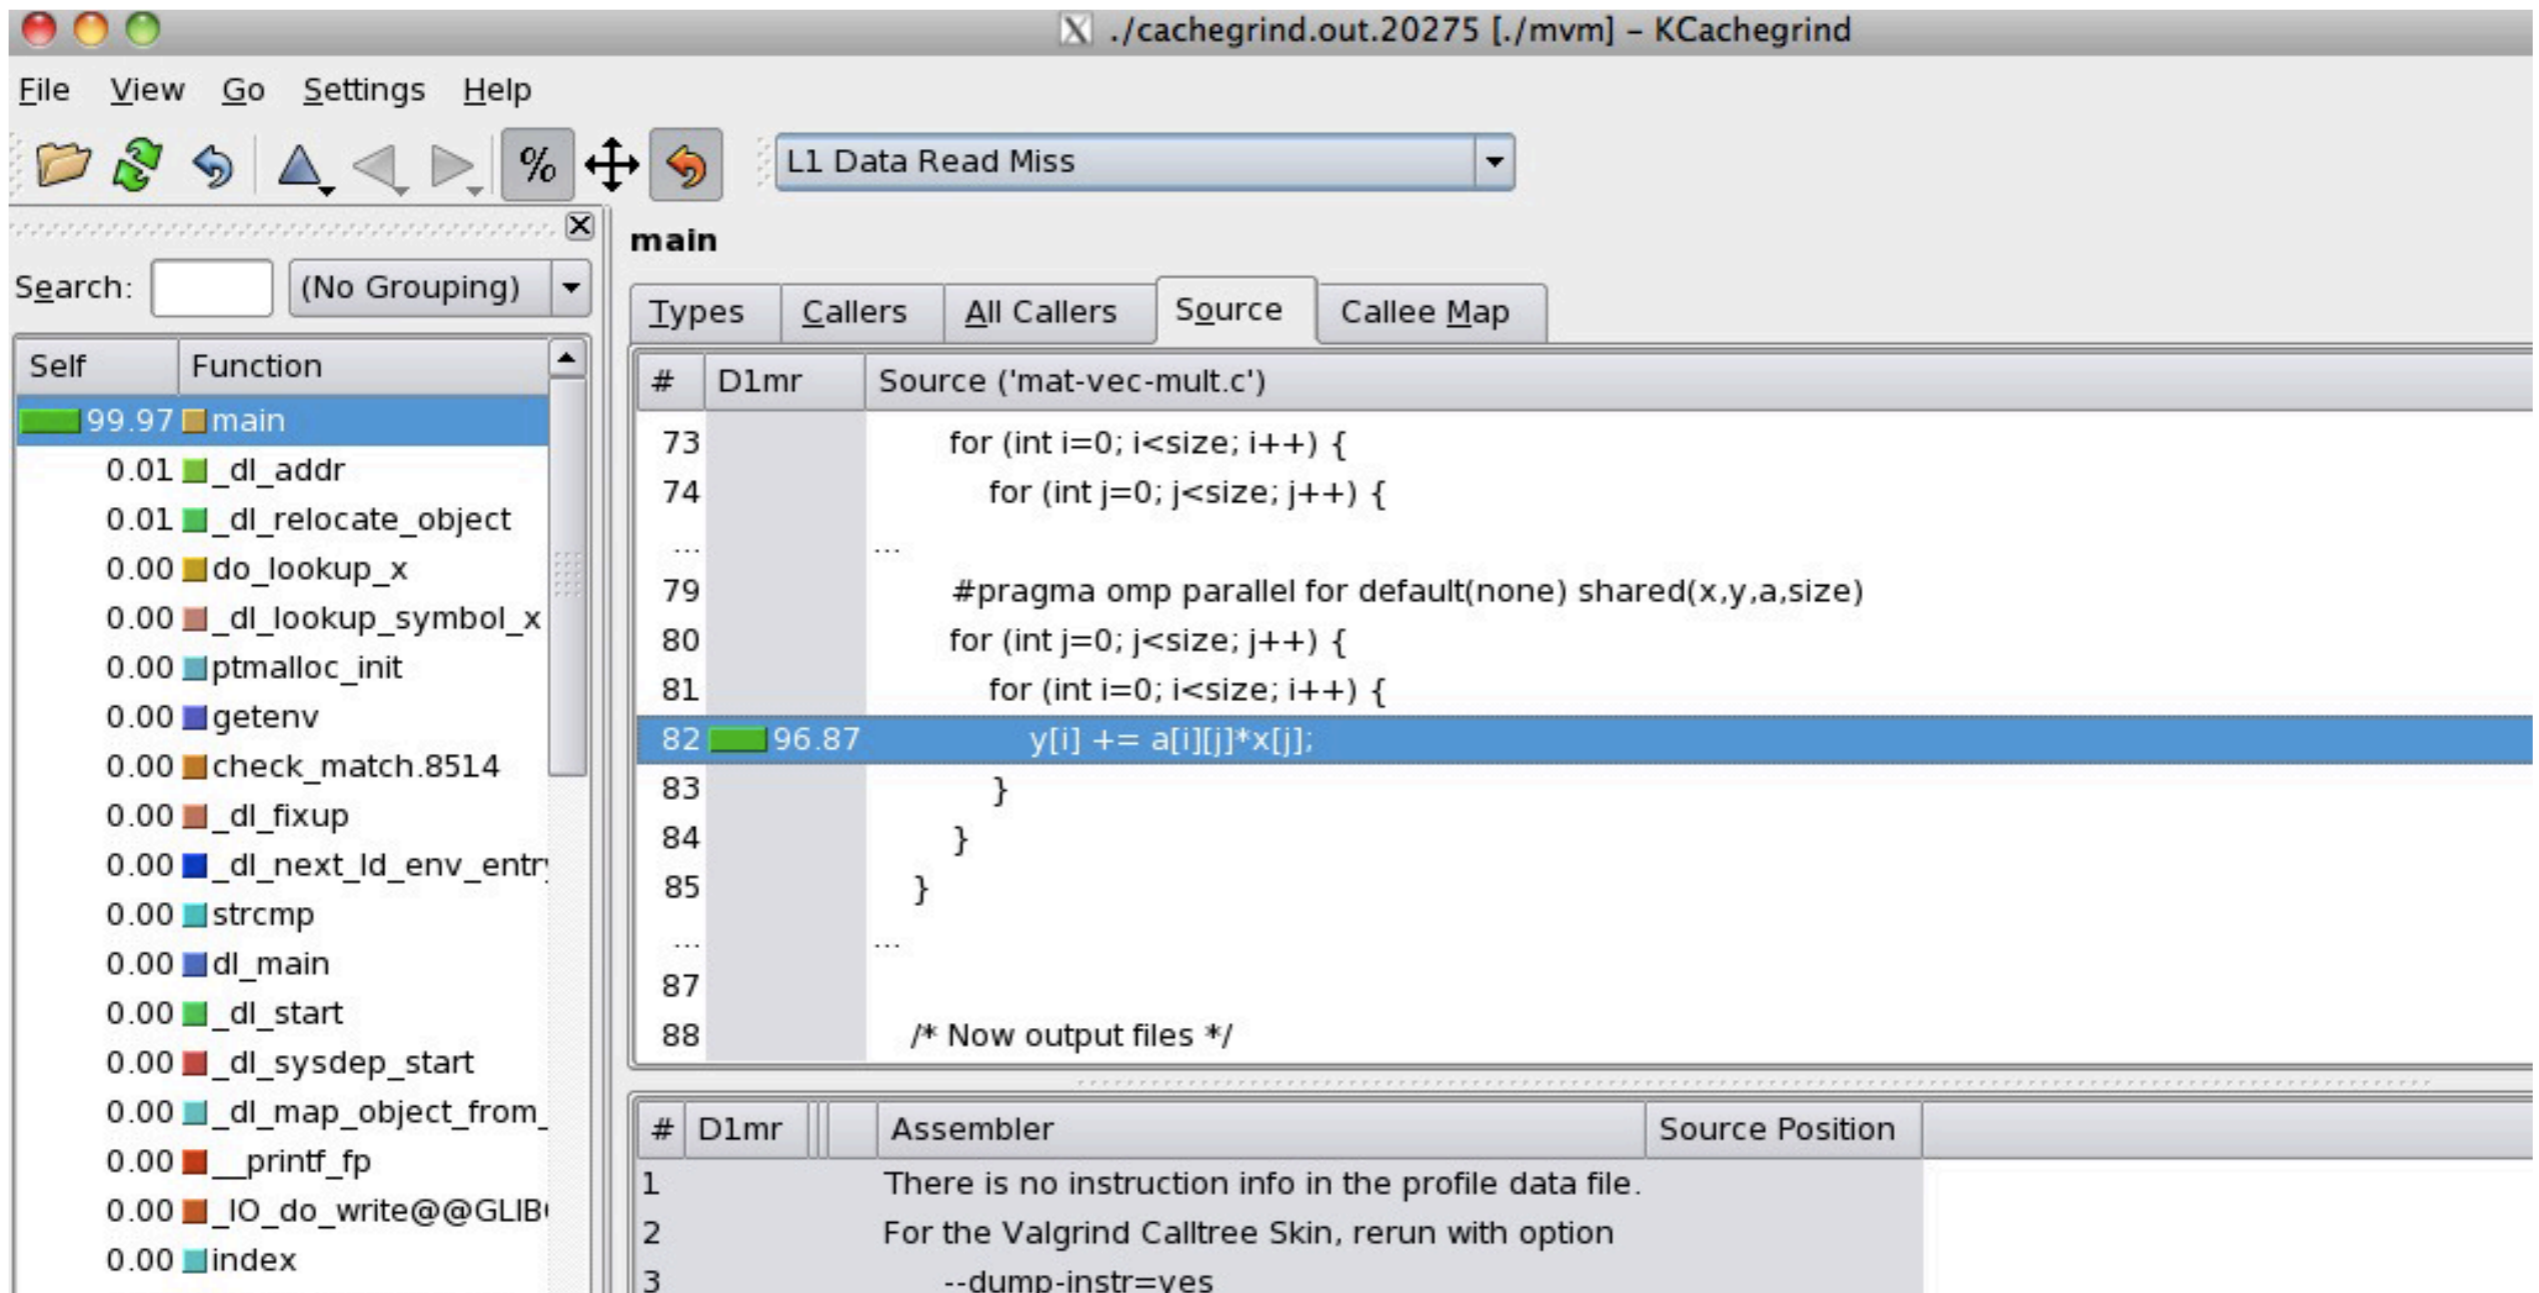 ./cachegrind.out.20275 [./mvm] – KCachegrind
File View Go Settings Help
% L1 Data Read Miss
Search: (No Grouping)
Self Function
99.97 main
0.01 _dl_addr
0.01 _dl_relocate_object
0.00 do_lookup_x
0.00 _dl_lookup_symbol_x
0.00 ptmalloc_init
0.00 getenv
0.00 check_match.8514
0.00 _dl_fixup
0.00 _dl_next_ld_env_entry
0.00 strcmp
0.00 dl_main
0.00 _dl_start
0.00 _dl_sysdep_start
0.00 _dl_map_object_from_
0.00 __printf_fp
0.00 _IO_do_write@@GLIB
0.00 index
main
Types Callers All Callers Source Callee Map
# D1mr Source ('mat-vec-mult.c')
73 for (int i=0; i<size; i++) {
74 for (int j=0; j<size; j++) {
... ...
79 #pragma omp parallel for default(none) shared(x,y,a,size)
80 for (int j=0; j<size; j++) {
81 for (int i=0; i<size; i++) {
82 96.87 y[i] += a[i][j]*x[j];
83 }
84 }
85 }
... ...
87
88 /* Now output files */
# D1mr Assembler Source Position
1 There is no instruction info in the profile data file.
2 For the Valgrind Calltree Skin, rerun with option
3 --dump-instr=yes